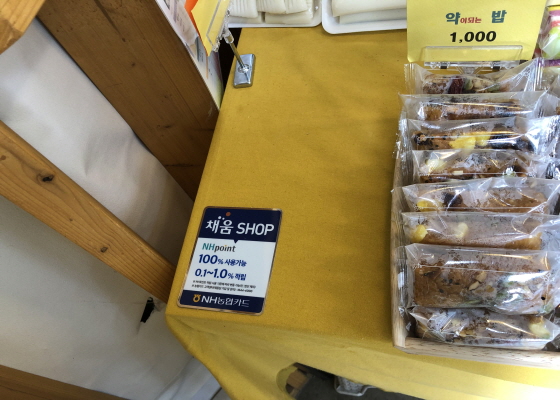 약이되는 밥
1,000
채움 SHOP
NHpoint
100% 사용가능
0.1~1.0% 적립
NH농협카드